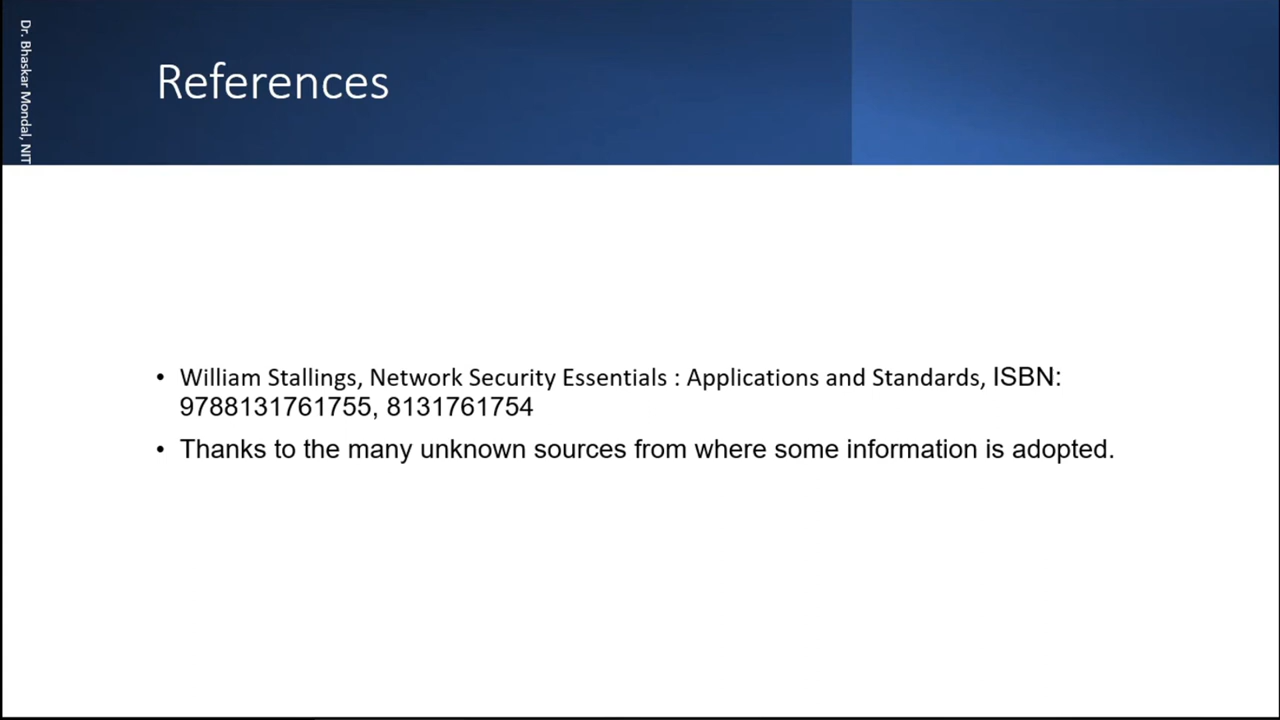 Dr. Bhaskar Mondal, NIT
References
• William Stallings, Network Security Essentials : Applications and Standards, ISBN:
9788131761755, 8131761754
• Thanks to the many unknown sources from where some information is adopted.